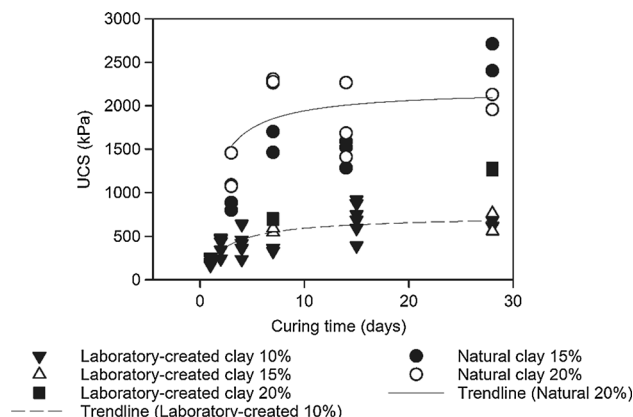 3000
2500
2000
1500
1000
500
0
UCS (kPa)
0 10 20 30
Curing time (days)
Laboratory-created clay 10% Natural clay 15%
Laboratory-created clay 15% Natural clay 20%
Laboratory-created clay 20% Trendline (Natural 20%)
Trendline (Laboratory-created 10%)